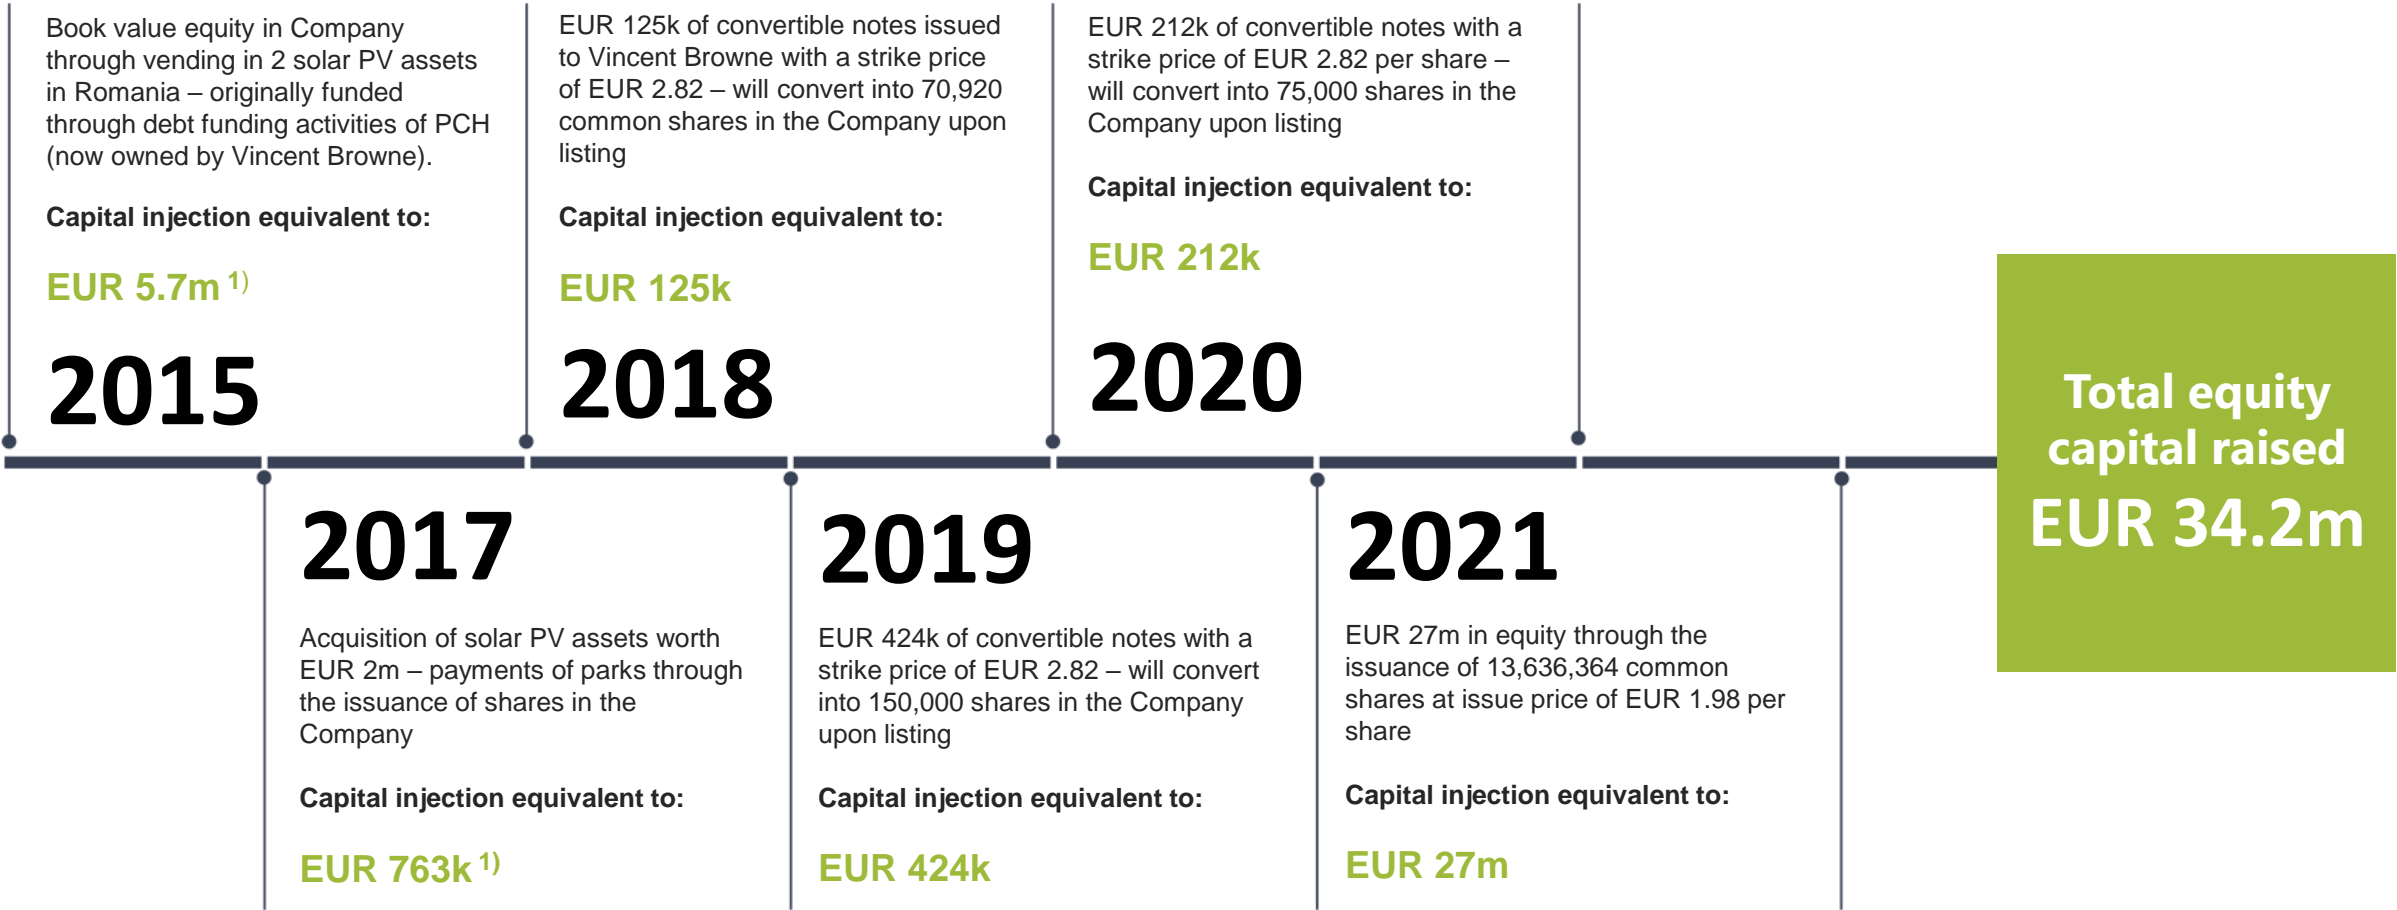 Book value equity in Company
through vending in 2 solar PV assets
in Romania – originally funded
through debt funding activities of PCH
(now owned by Vincent Browne).
Capital injection equivalent to:
EUR 5.7m 1)
2015
EUR 125k of convertible notes issued
to Vincent Browne with a strike price
of EUR 2.82 – will convert into 70,920
common shares in the Company upon
listing
Capital injection equivalent to:
EUR 125k
2018
EUR 212k of convertible notes with a
strike price of EUR 2.82 per share –
will convert into 75,000 shares in the
Company upon listing
Capital injection equivalent to:
EUR 212k
2020
2017
Acquisition of solar PV assets worth
EUR 2m – payments of parks through
the issuance of shares in the
Company
Capital injection equivalent to:
EUR 763k 1)
2019
EUR 424k of convertible notes with a
strike price of EUR 2.82 – will convert
into 150,000 shares in the Company
upon listing
Capital injection equivalent to:
EUR 424k
2021
EUR 27m in equity through the
issuance of 13,636,364 common
shares at issue price of EUR 1.98 per
share
Capital injection equivalent to:
EUR 27m
Total equity
capital raised
EUR 34.2m